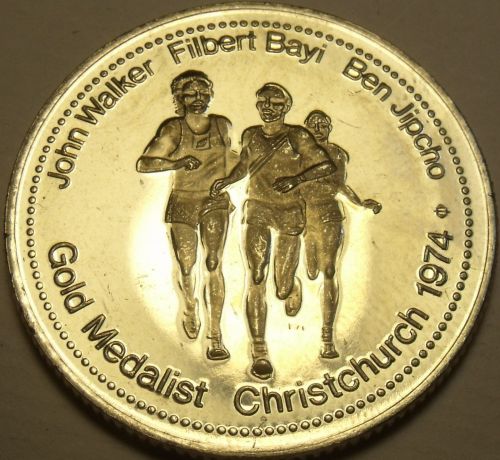 John Walker Filbert Bayi Ben Jipcho
Gold Medalist Christchurch 1974